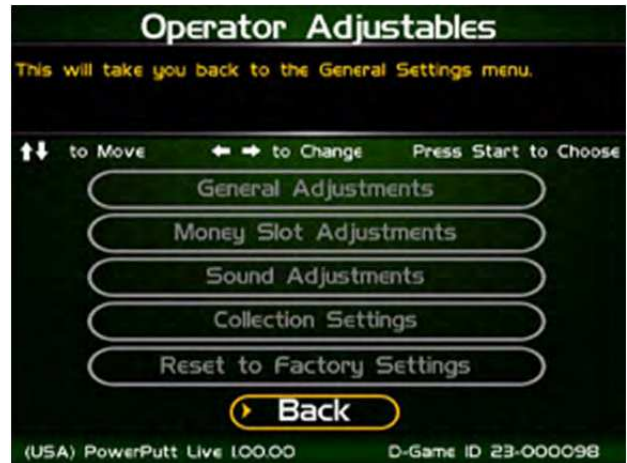 Operator Adjustables
This will take you back to the General Settings menu.
to Move to Change Press Start to Choose
General Adjustments
Money Slot Adjustments
Sound Adjustments
Collection Settings
Reset to Factory Settings
Back
(USA) PowerPutt Live 1.00.00 D-Game ID 23-000098